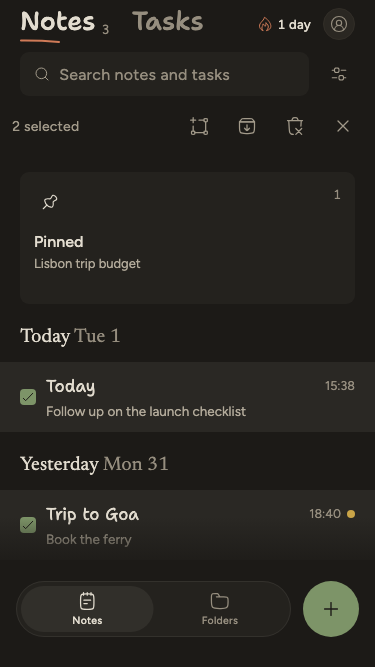 Notes 3 Tasks 1 day
Search notes and tasks
2 selected
1
Pinned
Lisbon trip budget
Today Tue 1
Today 15:38
Follow up on the launch checklist
Yesterday Mon 31
Trip to Goa 18:40
Book the ferry
Notes Folders